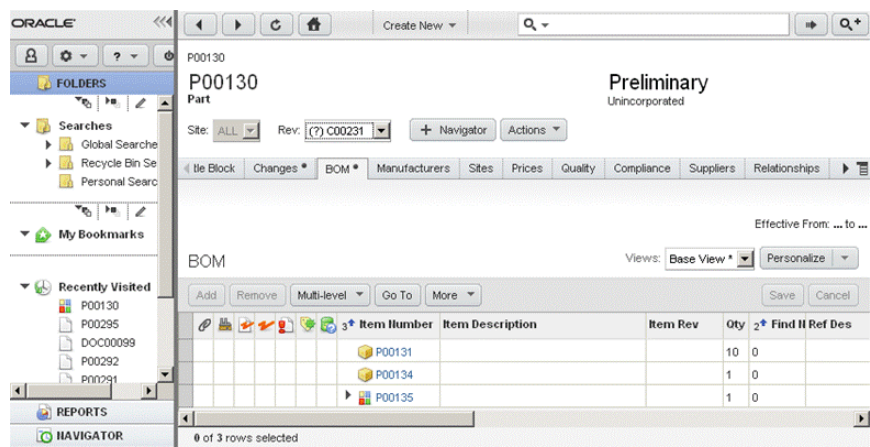 ORACLE
Create New
FOLDERS
Searches
Global Searche
Recycle Bin Se
Personal Searc
My Bookmarks
Recently Visited
P00130
P00295
DOC00099
P00292
P00291
REPORTS
NAVIGATOR
P00130
P00130
Part
Preliminary
Unincorporated
Site: ALL Rev: (?) C00231 + Navigator Actions
tle Block Changes • BOM • Manufacturers Sites Prices Quality Compliance Suppliers Relationships
Effective From: ... to ...
BOM
Views: Base View * Personalize
Add Remove Multi-level Go To More Save Cancel
3 Item Number Item Description Item Rev Qty 2 Find N Ref Des
P00131 10 0
P00134 1 0
P00135 1 0
0 of 3 rows selected